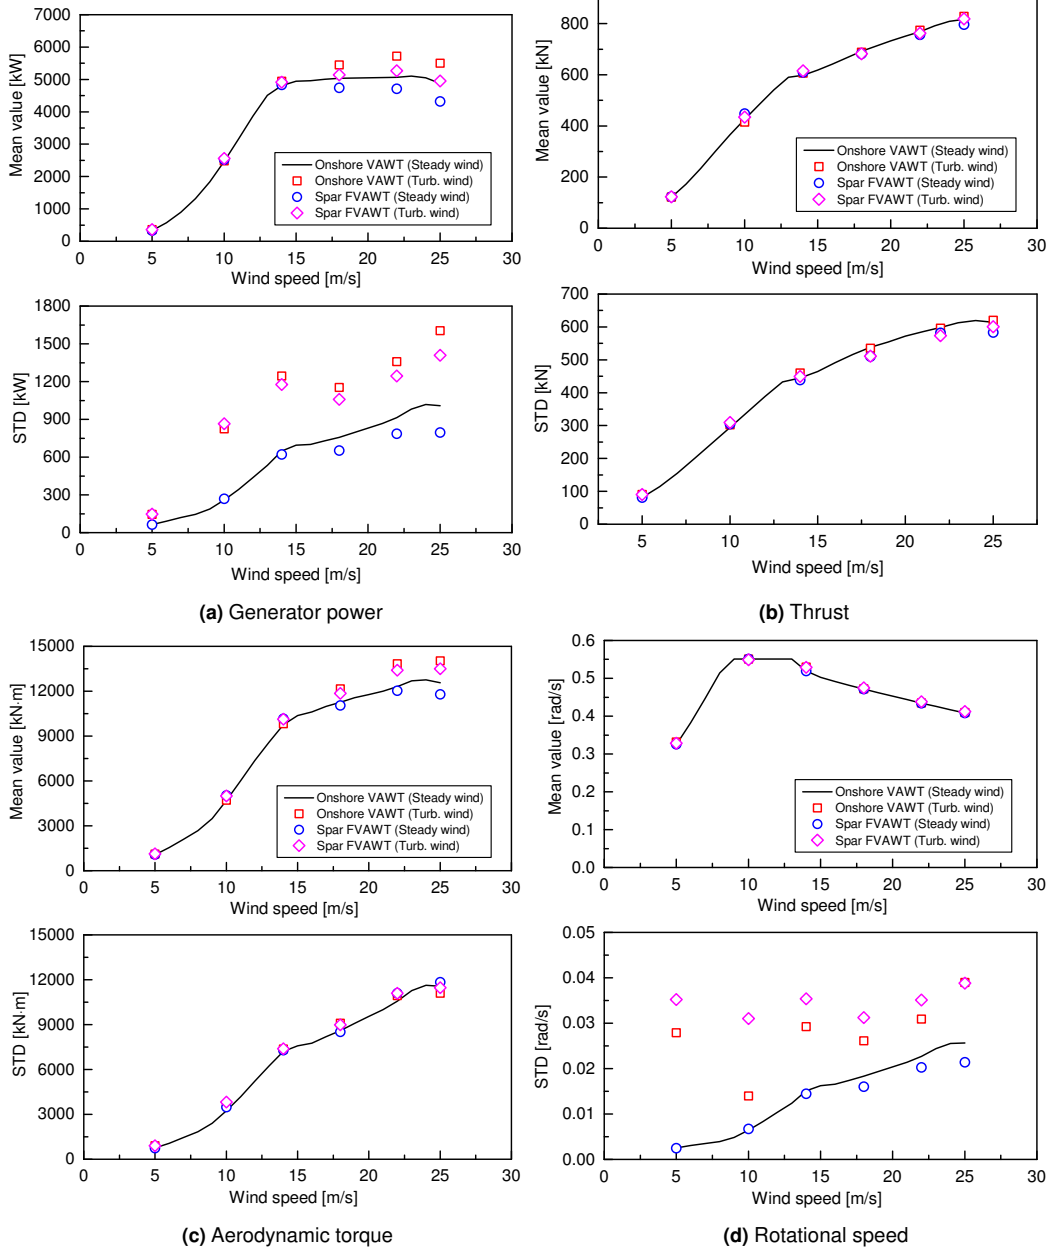 7000
6000
5000
4000
3000
2000
1000
0
Mean value [kW]
Onshore VAWT (Steady wind)
Onshore VAWT (Turb. wind)
Spar FVAWT (Steady wind)
Spar FVAWT (Turb. wind)
0 5 10 15 20 25 30
Wind speed [m/s]
800
600
400
200
0
Mean value [kN]
Onshore VAWT (Steady wind)
Onshore VAWT (Turb. wind)
Spar FVAWT (Steady wind)
Spar FVAWT (Turb. wind)
0 5 10 15 20 25 30
Wind speed [m/s]
1800
1500
1200
900
600
300
0
STD [kW]
0 5 10 15 20 25 30
Wind speed [m/s]
700
600
500
400
300
200
100
0
STD [kN]
5 10 15 20 25
Wind speed [m/s]
(a) Generator power
(b) Thrust
15000
12000
9000
6000
3000
0
Mean value [kN·m]
Onshore VAWT (Steady wind)
Onshore VAWT (Turb. wind)
Spar FVAWT (Steady wind)
Spar FVAWT (Turb. wind)
0 5 10 15 20 25 30
Wind speed [m/s]
0.6
0.5
0.4
0.3
0.2
0.1
0.0
Mean value [rad/s]
Onshore VAWT (Steady wind)
Onshore VAWT (Turb. wind)
Spar FVAWT (Steady wind)
Spar FVAWT (Turb. wind)
0 5 10 15 20 25 30
Wind speed [m/s]
15000
12000
9000
6000
3000
0
STD [kN·m]
0 5 10 15 20 25 30
Wind speed [m/s]
0.05
0.04
0.03
0.02
0.01
0.00
STD [rad/s]
0 5 10 15 20 25 30
Wind speed [m/s]
(c) Aerodynamic torque
(d) Rotational speed